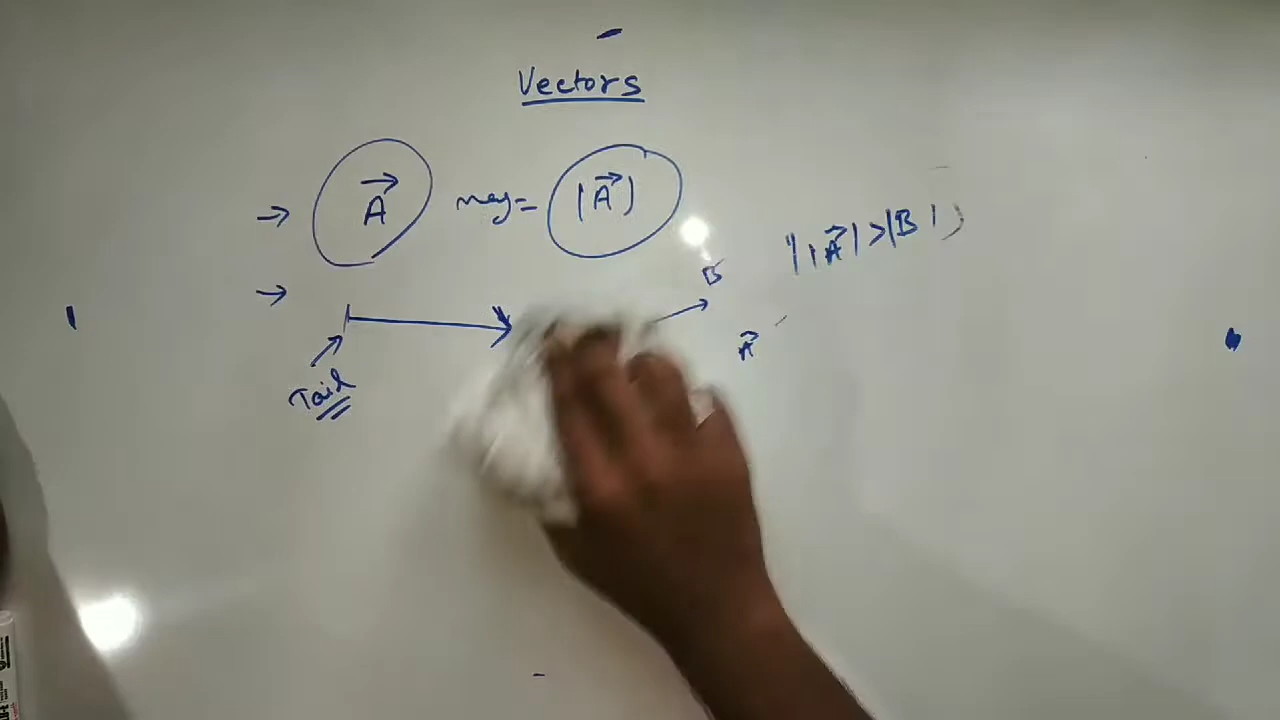 Vectors
→ A⃗ mag= |A⃗|
||A⃗|>|B|)
→
B
A⃗
Tail